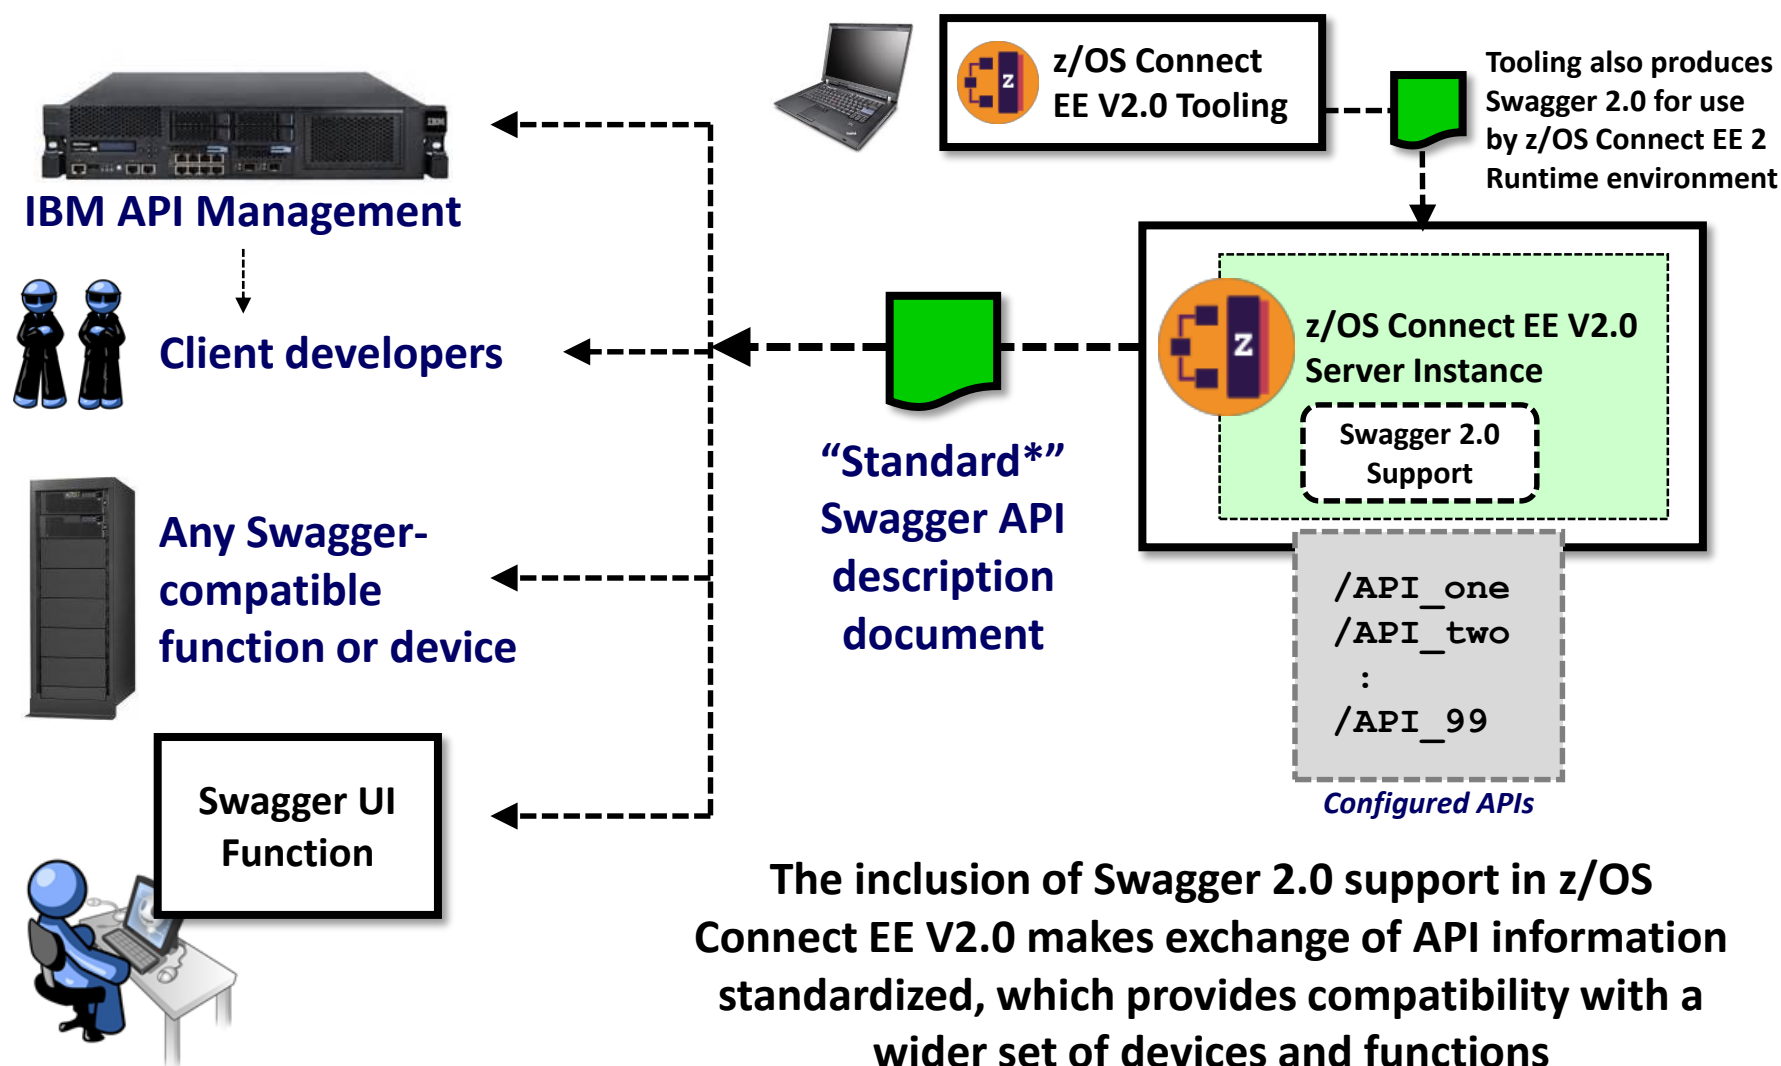 z/OS Connect
EE V2.0 Tooling
z
Tooling also produces
Swagger 2.0 for use
by z/OS Connect EE 2
Runtime environment
IBM
IBM API Management
Client developers
Any Swagger-
compatible
function or device
Swagger UI
Function
“Standard*”
Swagger API
description
document
z
z/OS Connect EE V2.0
Server Instance
Swagger 2.0
Support
/API_one
/API_two
:
/API_99
Configured APIs
The inclusion of Swagger 2.0 support in z/OS
Connect EE V2.0 makes exchange of API information
standardized, which provides compatibility with a
wider set of devices and functions